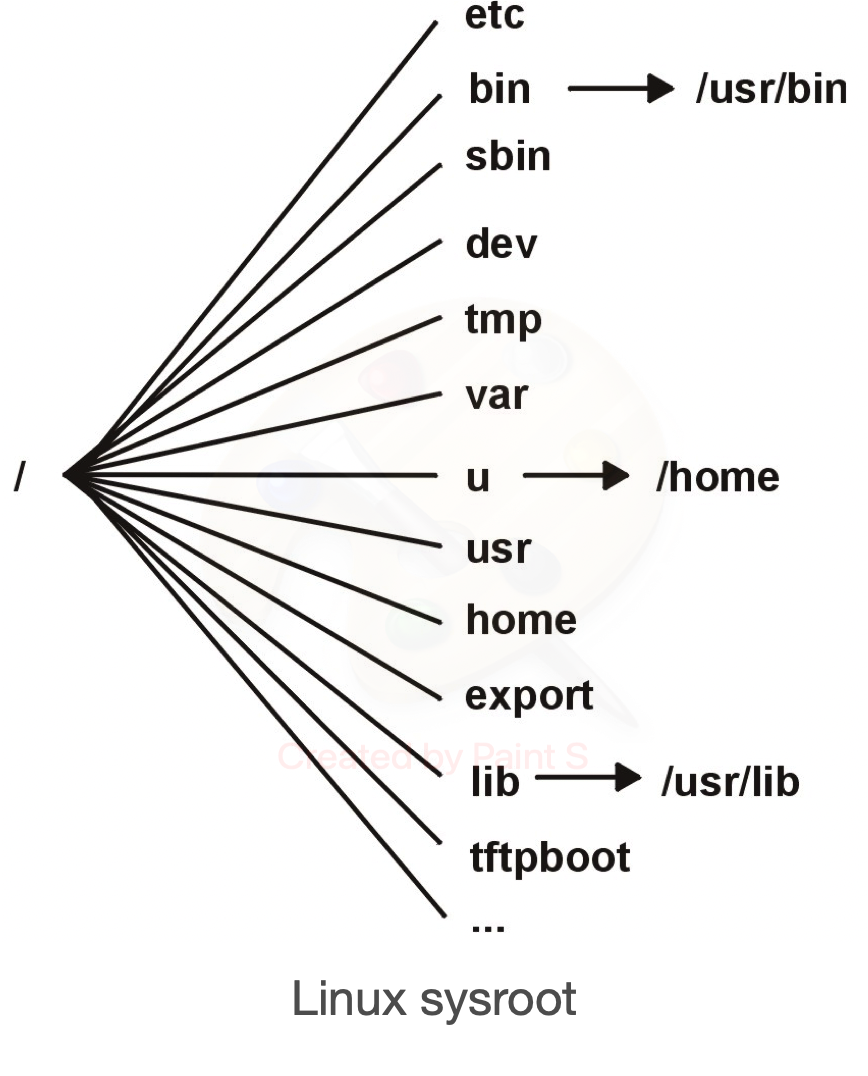 etc
bin /usr/bin
sbin
dev
tmp
var
/ u /home
usr
home
export
Created by Paint S
lib /usr/lib
tftpboot
...
Linux sysroot